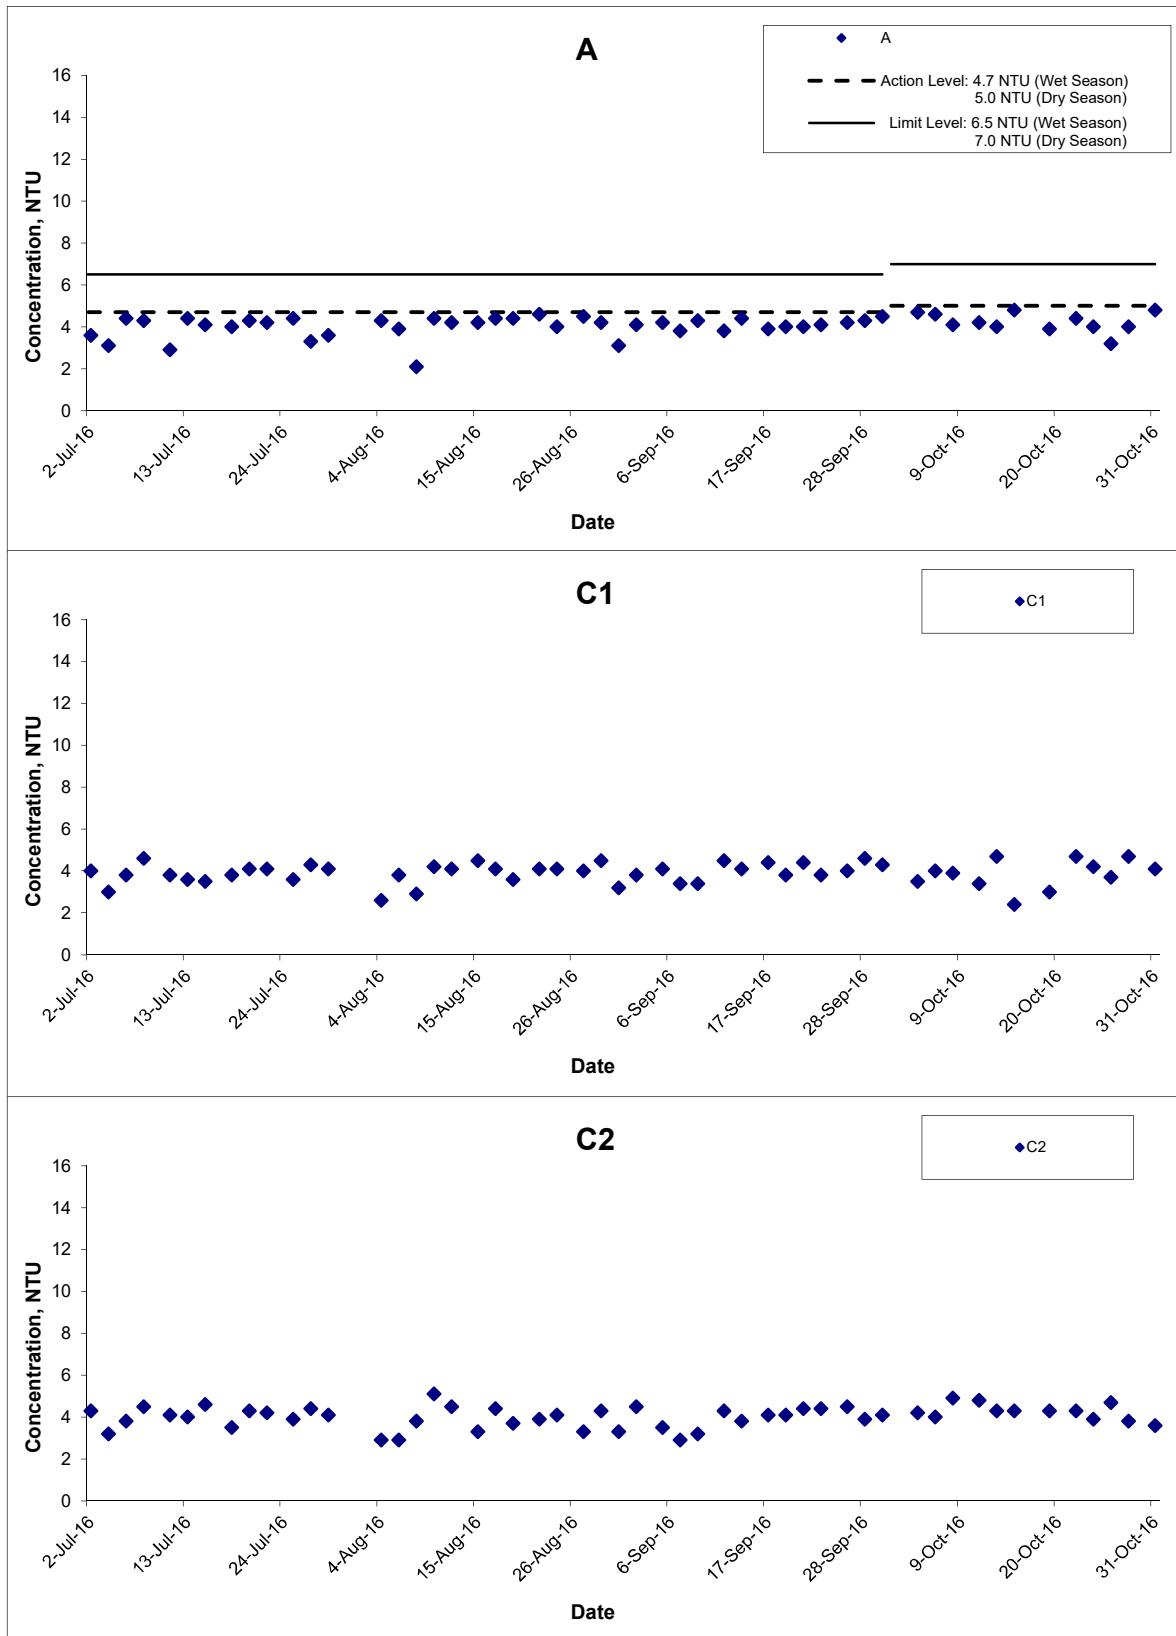 A
A
Action Level: 4.7 NTU (Wet Season)
5.0 NTU (Dry Season)
Limit Level: 6.5 NTU (Wet Season)
7.0 NTU (Dry Season)
Concentration, NTU
16
14
12
10
8
6
4
2
0
2-Jul-16
13-Jul-16
24-Jul-16
4-Aug-16
15-Aug-16
26-Aug-16
6-Sep-16
17-Sep-16
28-Sep-16
9-Oct-16
20-Oct-16
31-Oct-16
Date
C1
C1
Concentration, NTU
16
14
12
10
8
6
4
2
0
2-Jul-16
13-Jul-16
24-Jul-16
4-Aug-16
15-Aug-16
26-Aug-16
6-Sep-16
17-Sep-16
28-Sep-16
9-Oct-16
20-Oct-16
31-Oct-16
Date
C2
C2
Concentration, NTU
16
14
12
10
8
6
4
2
0
2-Jul-16
13-Jul-16
24-Jul-16
4-Aug-16
15-Aug-16
26-Aug-16
6-Sep-16
17-Sep-16
28-Sep-16
9-Oct-16
20-Oct-16
31-Oct-16
Date